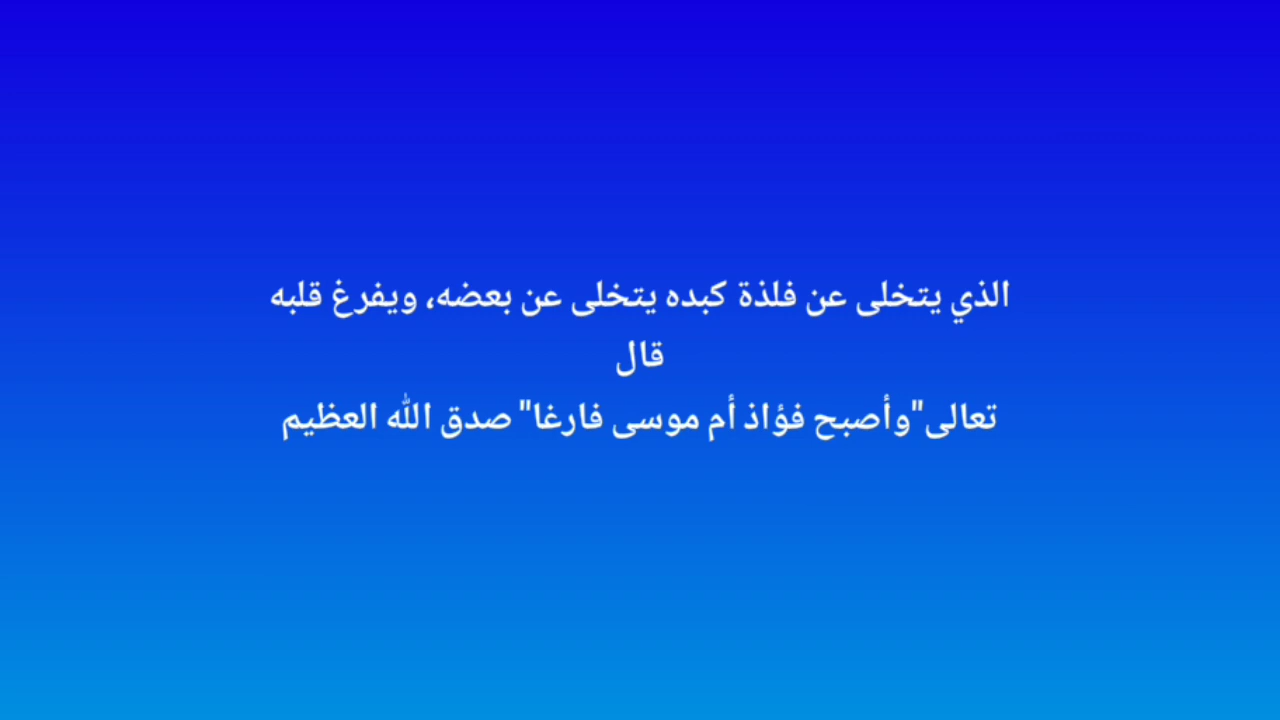 الذي يتخلى عن فلذة كبده يتخلى عن بعضه، ويفرغ قلبه
قال
تعالى"وأصبح فؤاذ أم موسى فارغا" صدق الله العظيم